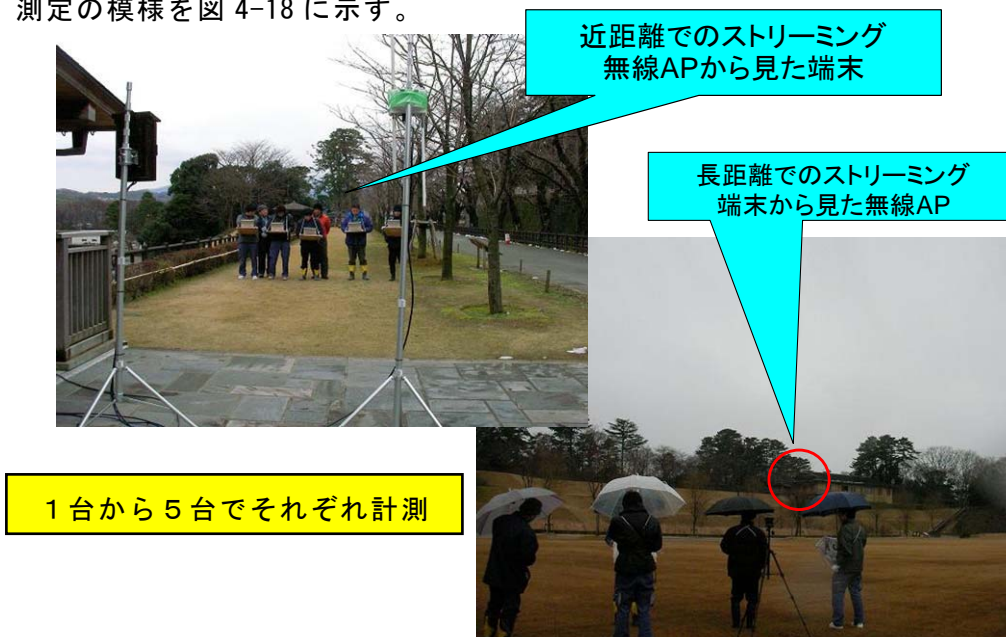 測定の模様を図 4-18 に示す。
近距離でのストリーミング
無線APから見た端末
長距離でのストリーミング
端末から見た無線AP
１台から５台でそれぞれ計測